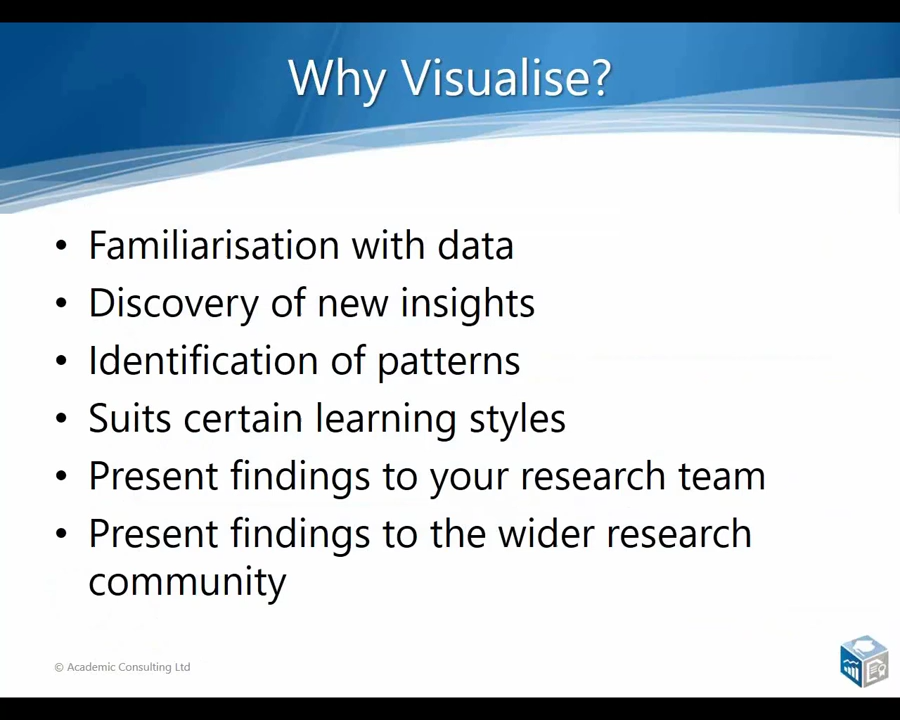 Why Visualise?
• Familiarisation with data
• Discovery of new insights
• Identification of patterns
• Suits certain learning styles
• Present findings to your research team
• Present findings to the wider research
community
© Academic Consulting Ltd